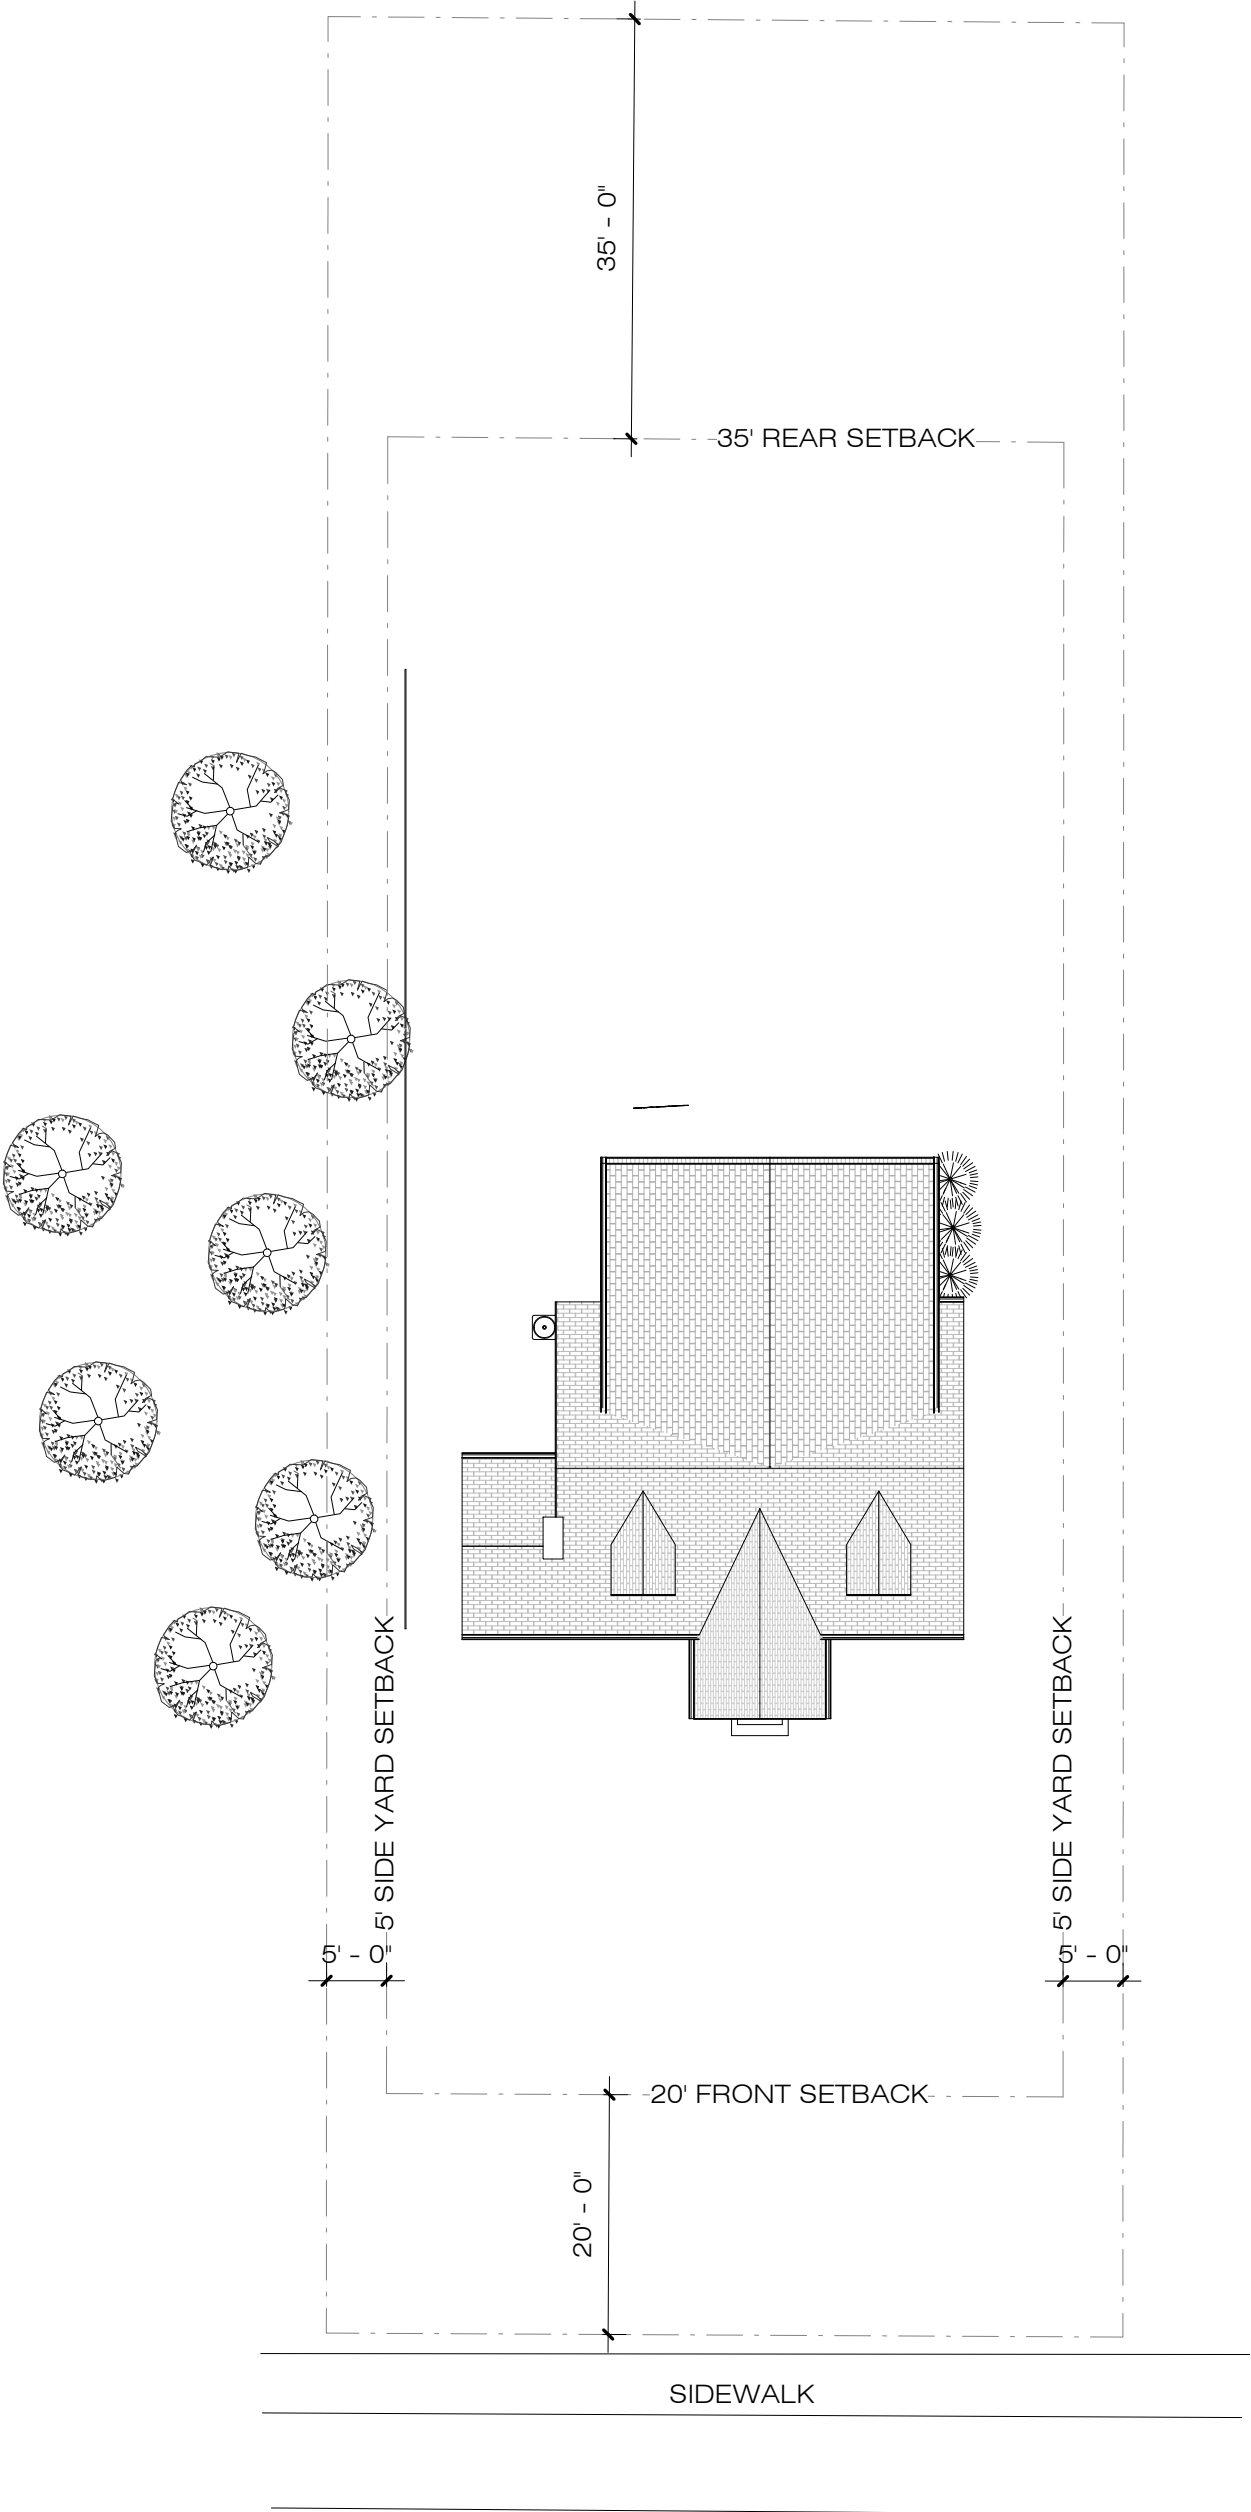 35' - 0"
35' REAR SETBACK
5' SIDE YARD SETBACK
5' SIDE YARD SETBACK
5' - 0"
5' - 0"
20' FRONT SETBACK
20' - 0"
SIDEWALK